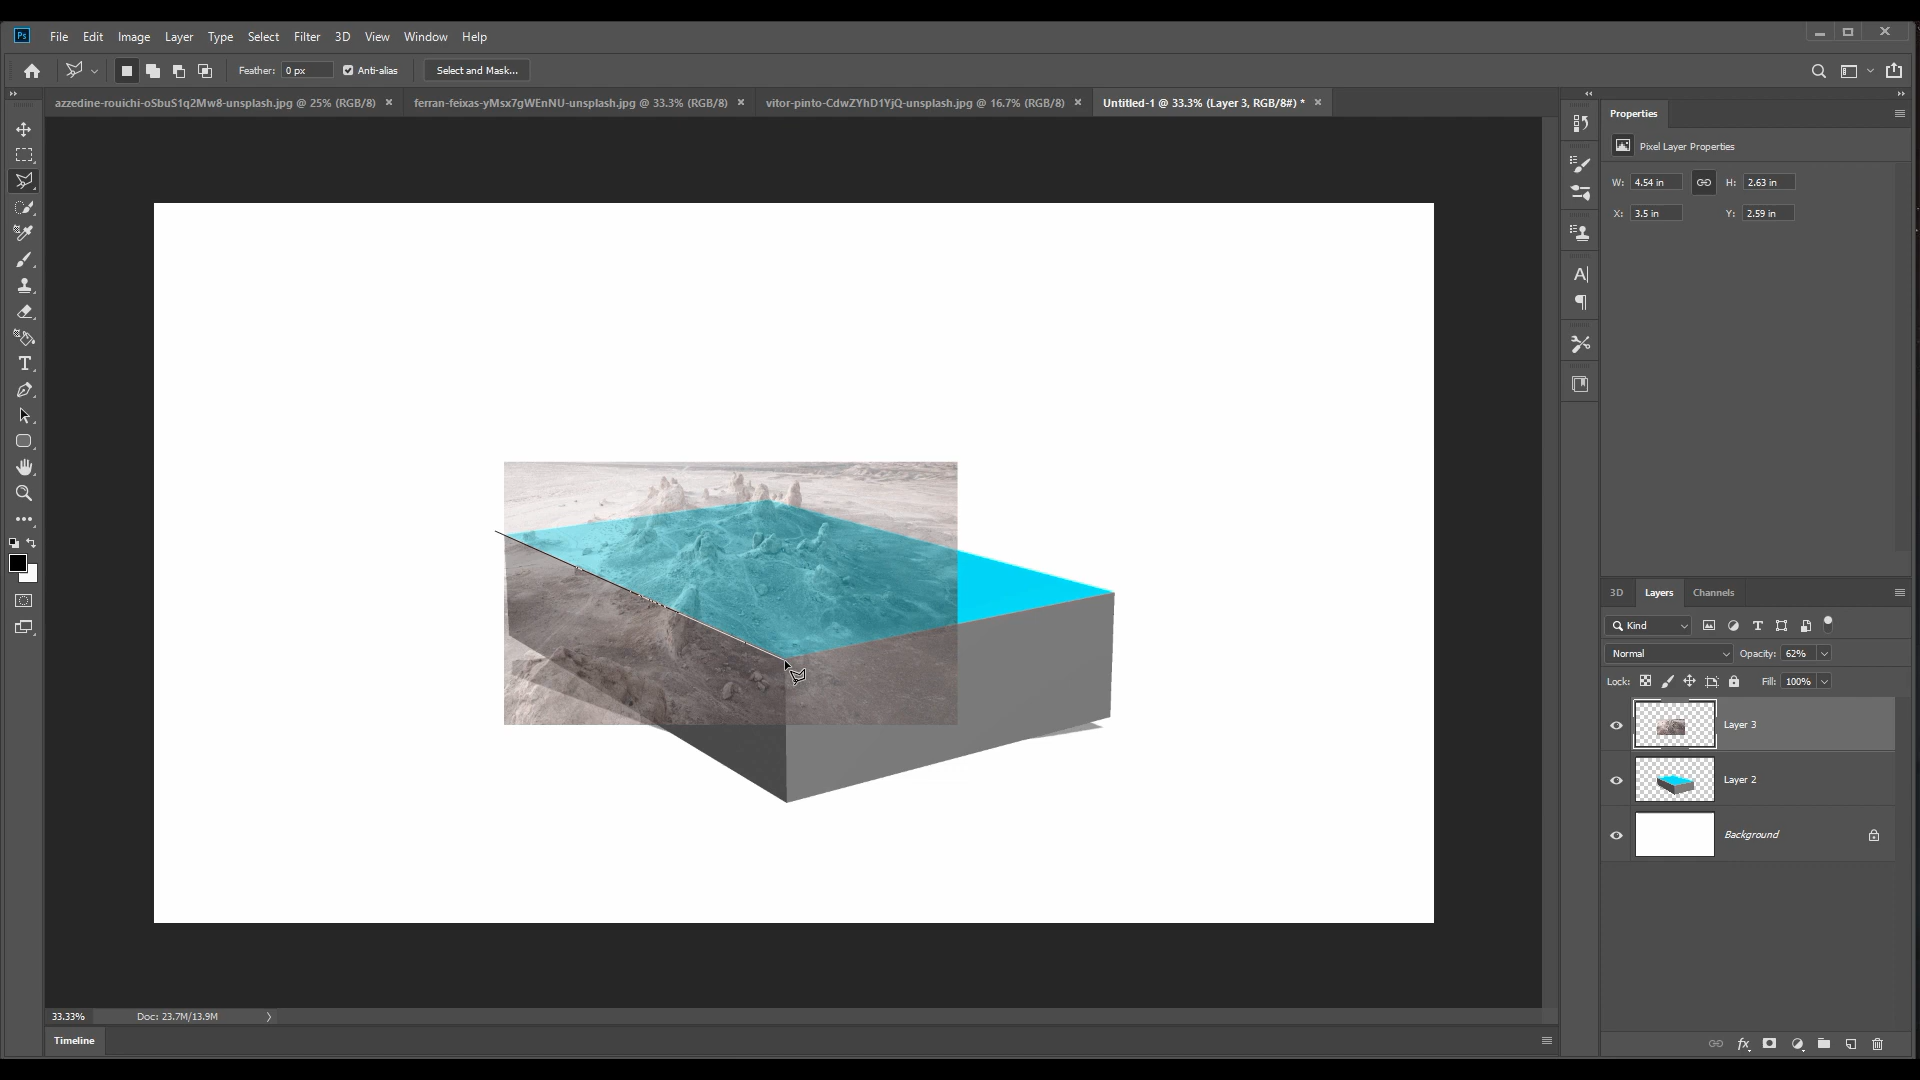 Ps File Edit Image Layer Type Select Filter 3D View Window Help
Feather: 0 px Anti-alias Select and Mask...
azzedine-rouichi-oSbuS1q2Mw8-unsplash.jpg @ 25% (RGB/8) × ferran-feixas-yMsx7gWEnNU-unsplash.jpg @ 33.3% (RGB/8) × vitor-pinto-CdwZYhD1YjQ-unsplash.jpg @ 16.7% (RGB/8) × Untitled-1 @ 33.3% (Layer 3, RGB/8#) * ×
Properties
Pixel Layer Properties
W: 4.54 in H: 2.63 in
X: 3.5 in Y: 2.59 in
3D Layers Channels
Kind
Normal Opacity: 62%
Lock: Fill: 100%
Layer 3
Layer 2
Background
33.33% Doc: 23.7M/13.9M
Timeline